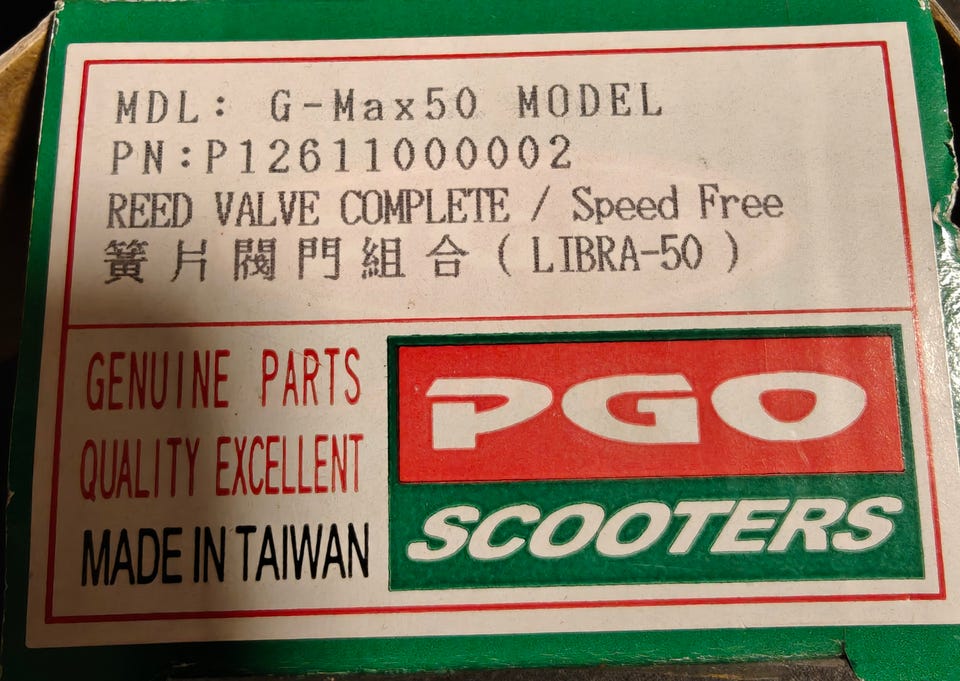 MDL: G-Max50 MODEL
PN:P12611000002
REED VALVE COMPLETE / Speed Free
簧片閥門組合(LIBRA-50)
GENUINE PARTS
QUALITY EXCELLENT
MADE IN TAIWAN
PGO
SCOOTERS